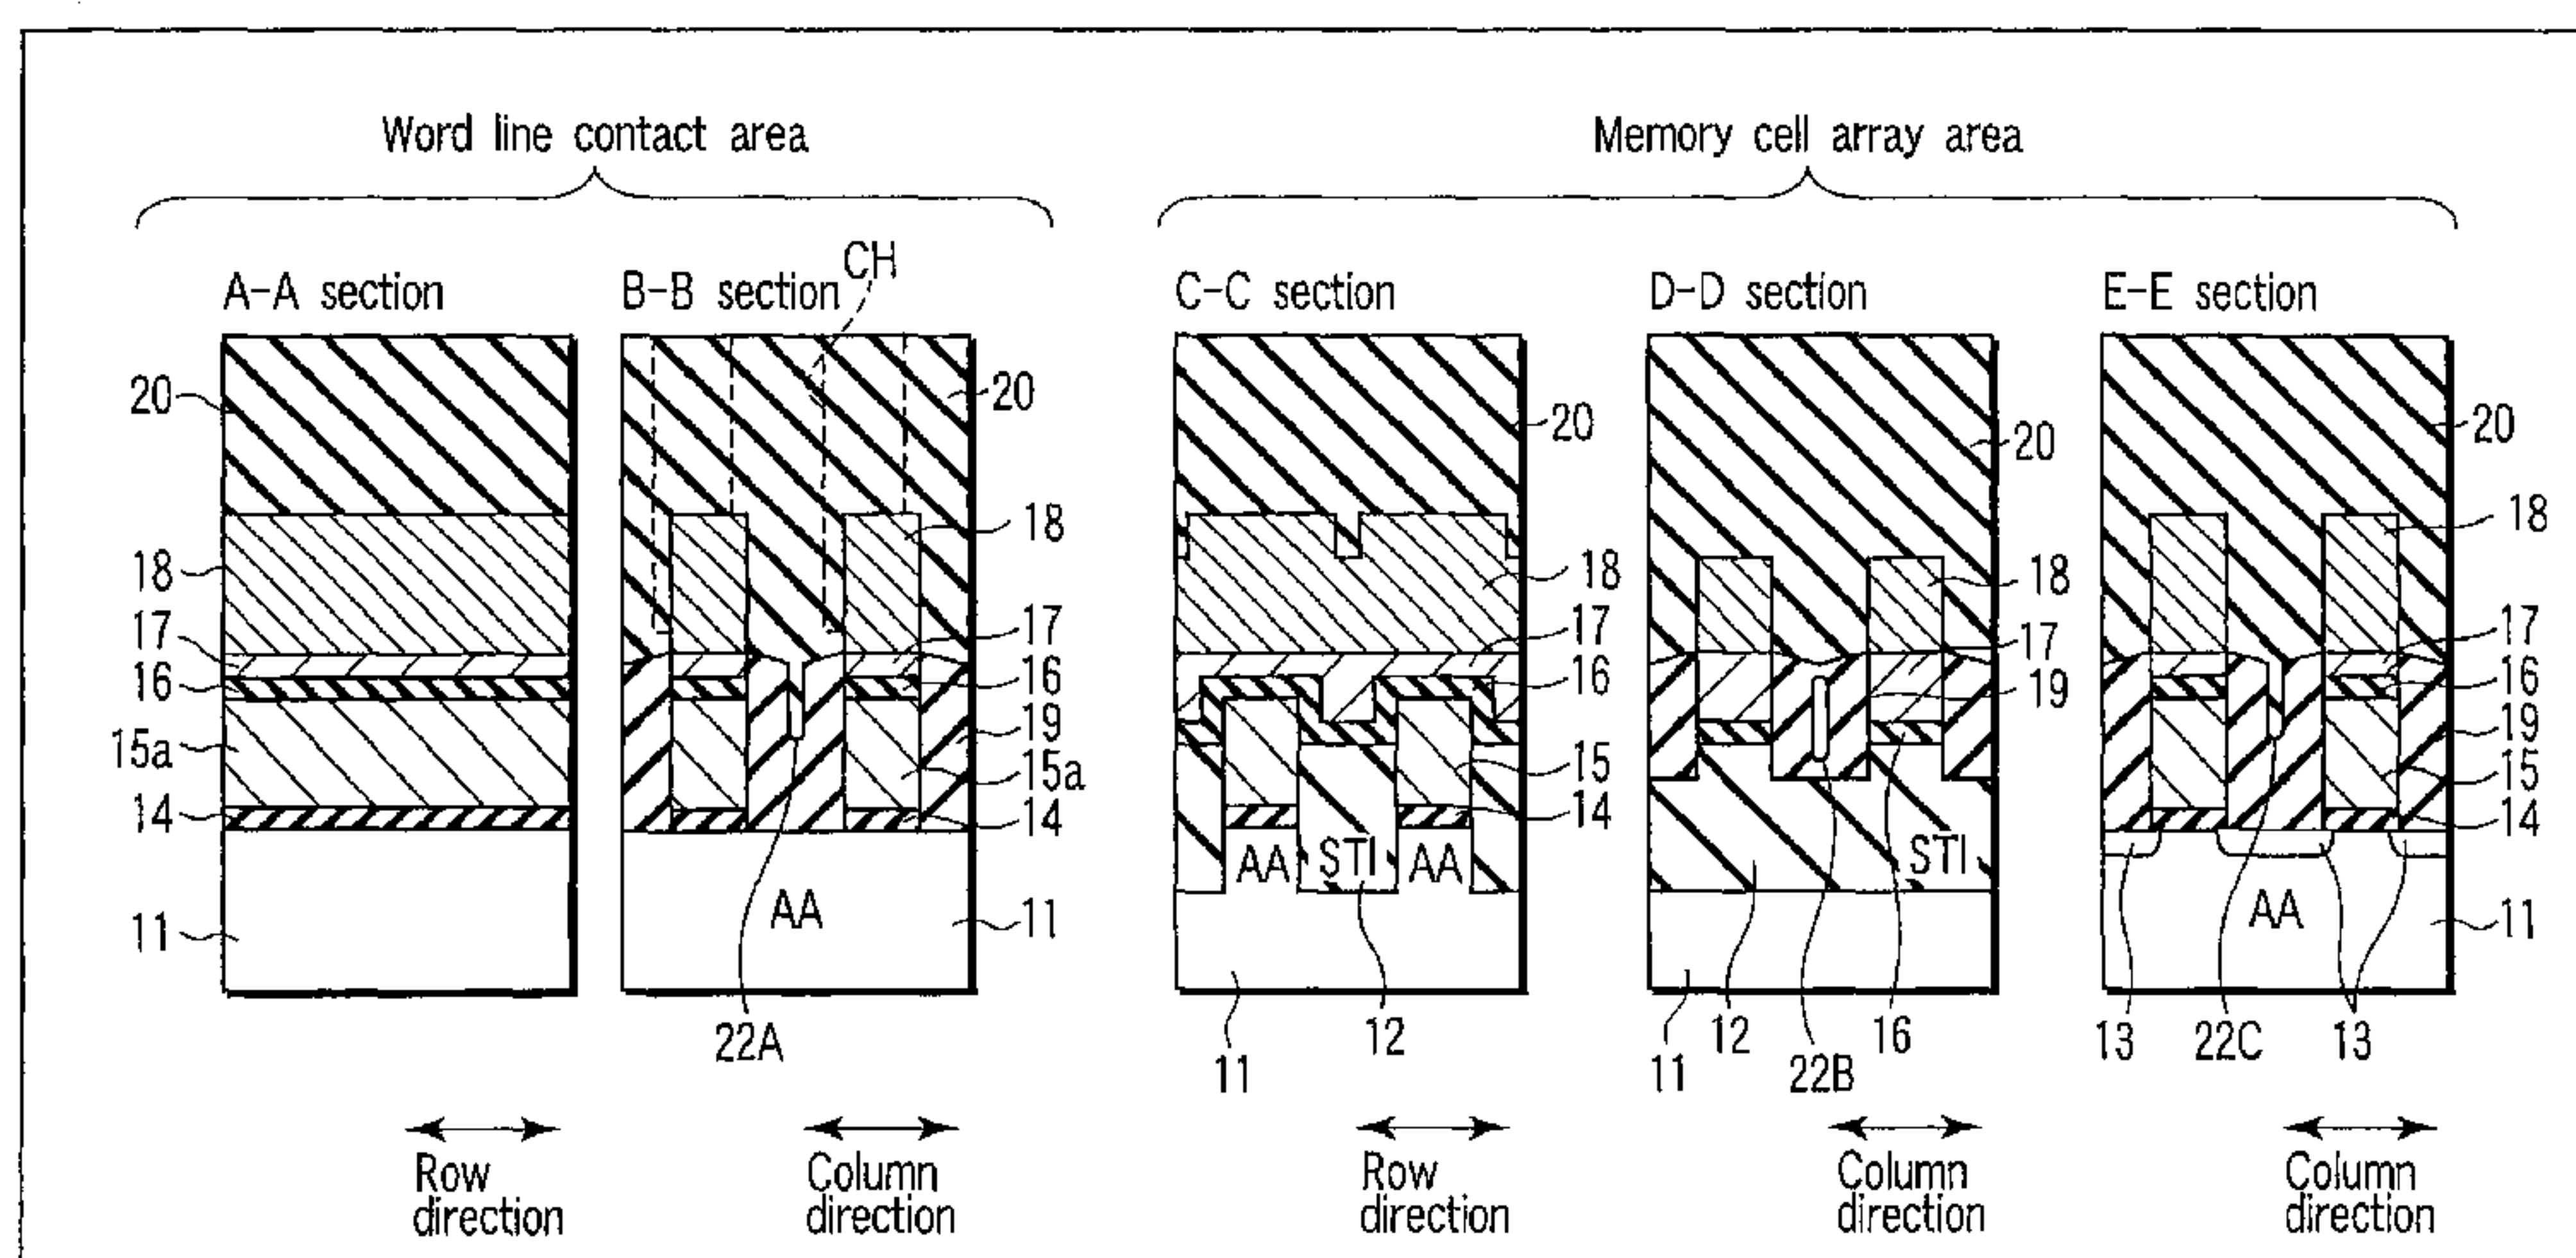 Word line contact area
Memory cell array area
A-A section
B-B section
CH
C-C section
D-D section
E-E section
20
18
17
16
15a
14
11
20
18
17
16
19
15a
14
11
AA
22A
20
18
17
16
15
14
AA
STI
AA
11
12
20
18
17
19
STI
11
12
22B
16
20
18
17
16
19
15
14
11
AA
13
22C
13
Row direction
Column direction
Row direction
Column direction
Column direction